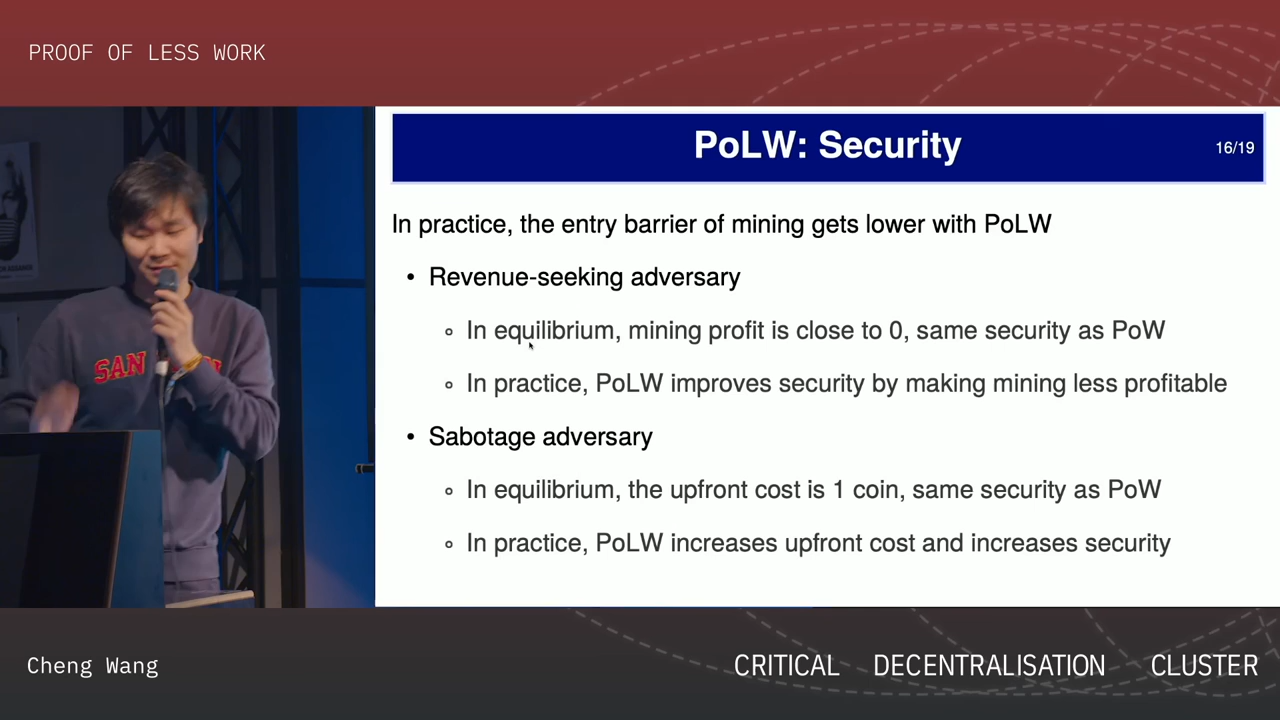 PROOF OF LESS WORK
PoLW: Security
16/19
In practice, the entry barrier of mining gets lower with PoLW
• Revenue-seeking adversary
◦ In equilibrium, mining profit is close to 0, same security as PoW
◦ In practice, PoLW improves security by making mining less profitable
• Sabotage adversary
◦ In equilibrium, the upfront cost is 1 coin, same security as PoW
◦ In practice, PoLW increases upfront cost and increases security
SAN
Cheng Wang
CRITICAL DECENTRALISATION CLUSTER